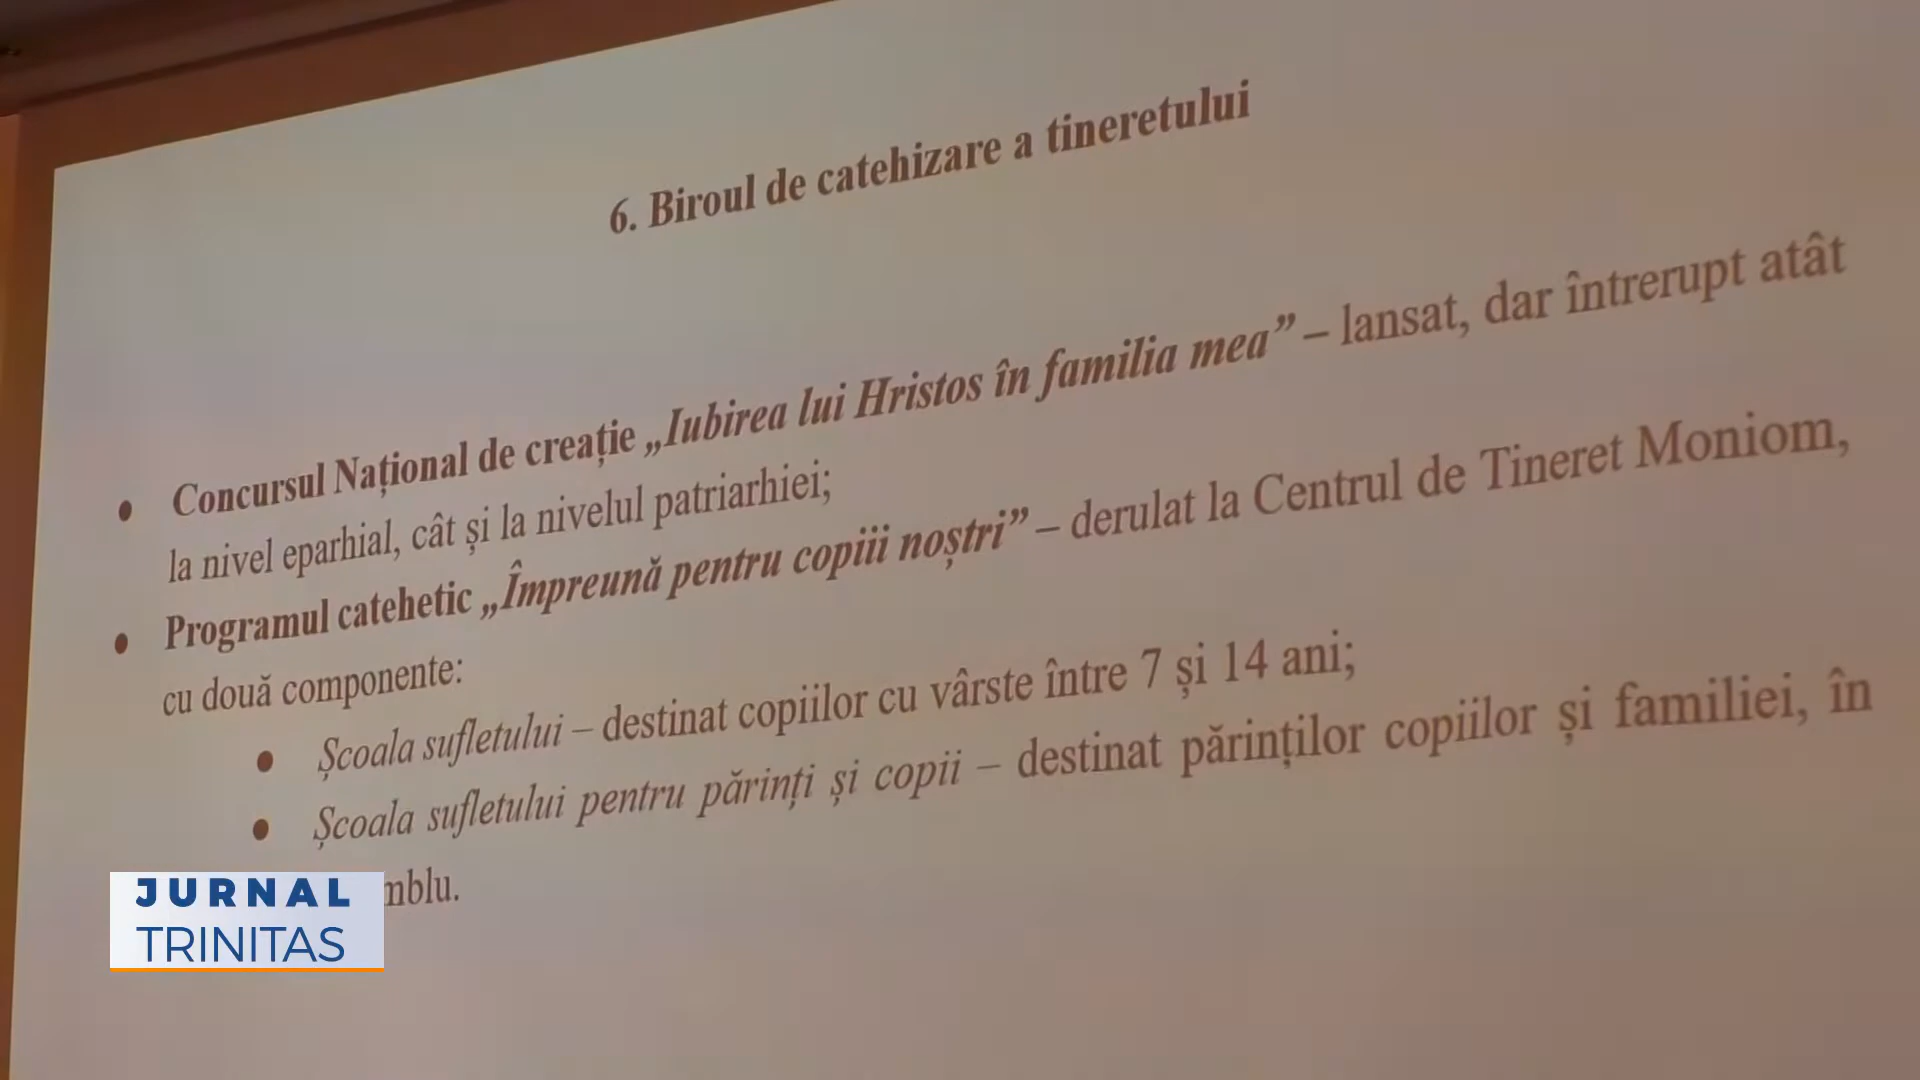 6. Biroul de catehizare a tineretului
• Concursul Național de creație „Iubirea lui Hristos în familia mea” – lansat, dar întrerupt atât
la nivel eparhial, cât și la nivelul patriarhiei;
• Programul catehetic „Împreună pentru copiii noștri” – derulat la Centrul de Tineret Moniom,
cu două componente:
• Școala sufletului – destinat copiilor cu vârste între 7 și 14 ani;
• Școala sufletului pentru părinți și copii – destinat părinților copiilor și familiei, în
mblu.
JURNAL
TRINITAS